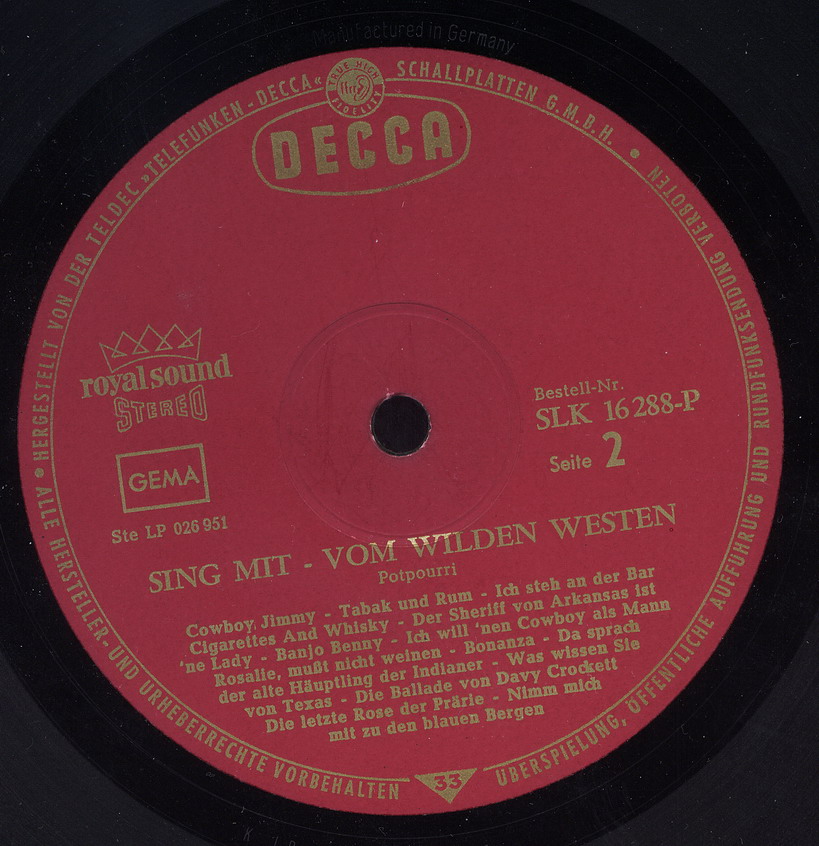 Manufactured in Germany
HERGESTELLT VON DER TELDEC »TELEFUNKEN-DECCA« SCHALLPLATTEN G.M.B.H. •
TRUE HIGH
FIDELITY
DECCA
royal sound
STEREO
GEMA
Ste LP 026 951
Bestell-Nr.
SLK 16 288-P
Seite 2
SING MIT - VOM WILDEN WESTEN
Potpourri
Cowboy, Jimmy - Tabak und Rum - Ich steh an der Bar
Cigarettes And Whisky - Der Sheriff von Arkansas ist
'ne Lady - Banjo Benny - Ich will 'nen Cowboy als Mann
Rosalie, mußt nicht weinen - Bonanza - Da sprach
der alte Häuptling der Indianer - Was wissen Sie
von Texas - Die Ballade von Davy Crockett
Die letzte Rose der Prärie - Nimm mich
mit zu den blauen Bergen
• ALLE HERSTELLER- UND URHEBERRECHTE VORBEHALTEN
33
ÜBERSPIELUNG, ÖFFENTLICHE AUFFÜHRUNG UND RUNDFUNKSENDUNG VERBOTEN